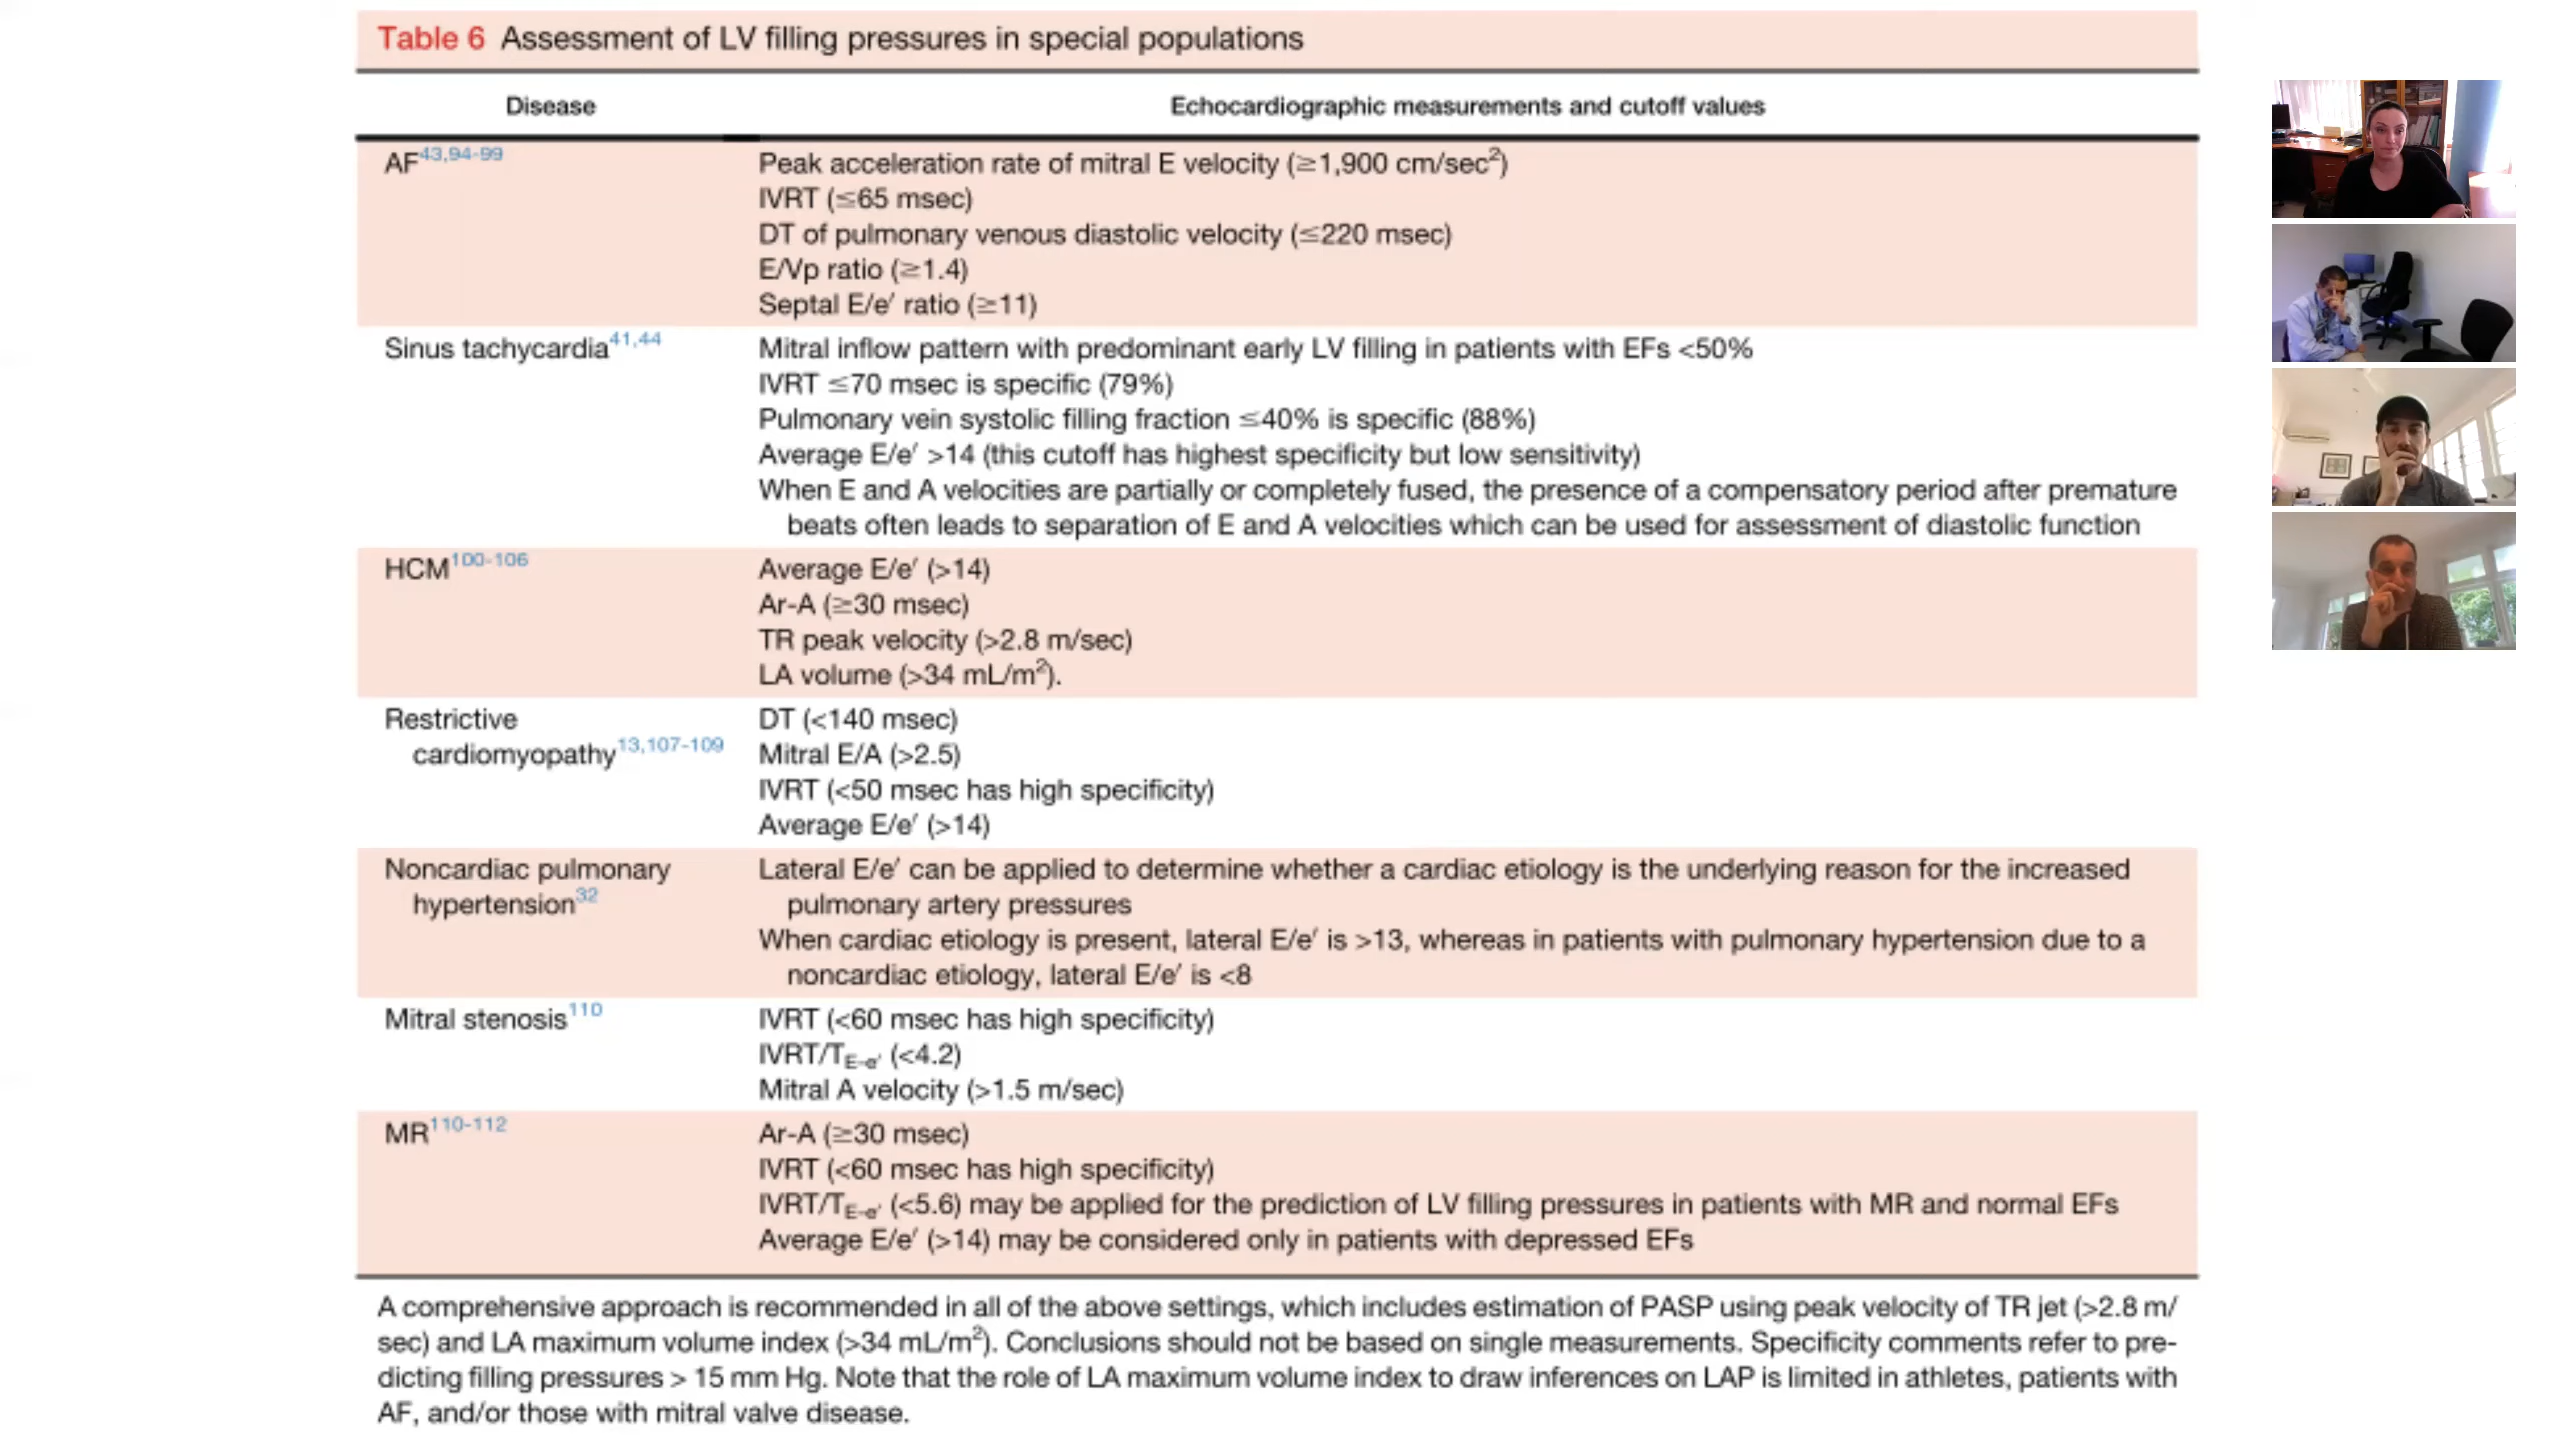 Table 6 Assessment of LV filling pressures in special populations
Disease Echocardiographic measurements and cutoff values
AF43,94-99 Peak acceleration rate of mitral E velocity (≥1,900 cm/sec2)
IVRT (≤65 msec)
DT of pulmonary venous diastolic velocity (≤220 msec)
E/Vp ratio (≥1.4)
Septal E/e′ ratio (≥11)
Sinus tachycardia41,44 Mitral inflow pattern with predominant early LV filling in patients with EFs <50%
IVRT ≤70 msec is specific (79%)
Pulmonary vein systolic filling fraction ≤40% is specific (88%)
Average E/e′ >14 (this cutoff has highest specificity but low sensitivity)
When E and A velocities are partially or completely fused, the presence of a compensatory period after premature
beats often leads to separation of E and A velocities which can be used for assessment of diastolic function
HCM100-106 Average E/e′ (>14)
Ar-A (≥30 msec)
TR peak velocity (>2.8 m/sec)
LA volume (>34 mL/m2).
Restrictive DT (<140 msec)
cardiomyopathy13,107-109 Mitral E/A (>2.5)
IVRT (<50 msec has high specificity)
Average E/e′ (>14)
Noncardiac pulmonary Lateral E/e′ can be applied to determine whether a cardiac etiology is the underlying reason for the increased
hypertension32 pulmonary artery pressures
When cardiac etiology is present, lateral E/e′ is >13, whereas in patients with pulmonary hypertension due to a
noncardiac etiology, lateral E/e′ is <8
Mitral stenosis110 IVRT (<60 msec has high specificity)
IVRT/TE-e′ (<4.2)
Mitral A velocity (>1.5 m/sec)
MR110-112 Ar-A (≥30 msec)
IVRT (<60 msec has high specificity)
IVRT/TE-e′ (<5.6) may be applied for the prediction of LV filling pressures in patients with MR and normal EFs
Average E/e′ (>14) may be considered only in patients with depressed EFs
A comprehensive approach is recommended in all of the above settings, which includes estimation of PASP using peak velocity of TR jet (>2.8 m/
sec) and LA maximum volume index (>34 mL/m2). Conclusions should not be based on single measurements. Specificity comments refer to pre-
dicting filling pressures > 15 mm Hg. Note that the role of LA maximum volume index to draw inferences on LAP is limited in athletes, patients with
AF, and/or those with mitral valve disease.